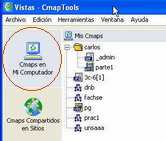 Vistas - CmapTools
Archivo Edición Herramientas Ventana Ayuda
Cmaps en
Mi Computador
Cmaps Compartidos
en Sitios
Mis Cmaps
carlos
_admin
parte1
3c-6[1]
dnb
fachse
pg
prac1
unsaaa